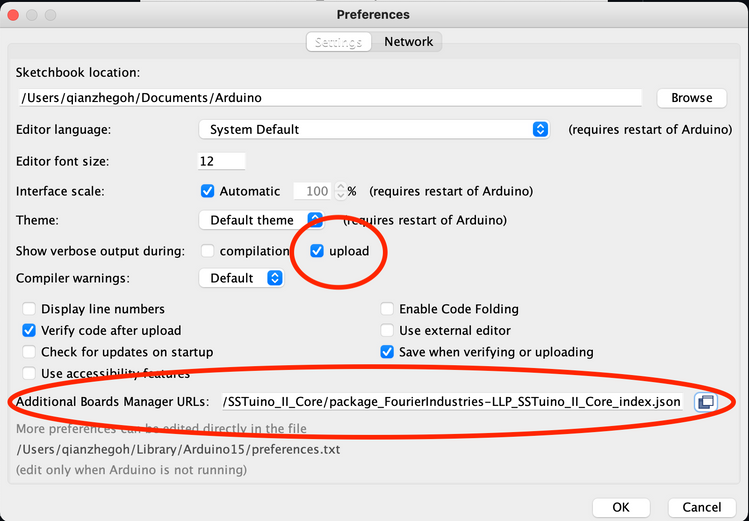 Preferences
Settings Network
Sketchbook location:
/Users/qianzhegoh/Documents/Arduino Browse
Editor language: System Default (requires restart of Arduino)
Editor font size: 12
Interface scale: Automatic 100 % (requires restart of Arduino)
Theme: Default theme (requires restart of Arduino)
Show verbose output during: compilation upload
Compiler warnings: Default
Display line numbers Enable Code Folding
Verify code after upload Use external editor
Check for updates on startup Save when verifying or uploading
Use accessibility features
Additional Boards Manager URLs: /SSTuino_II_Core/package_FourierIndustries-LLP_SSTuino_II_Core_index.json
More preferences can be edited directly in the file
/Users/qianzhegoh/Library/Arduino15/preferences.txt
(edit only when Arduino is not running)
OK Cancel